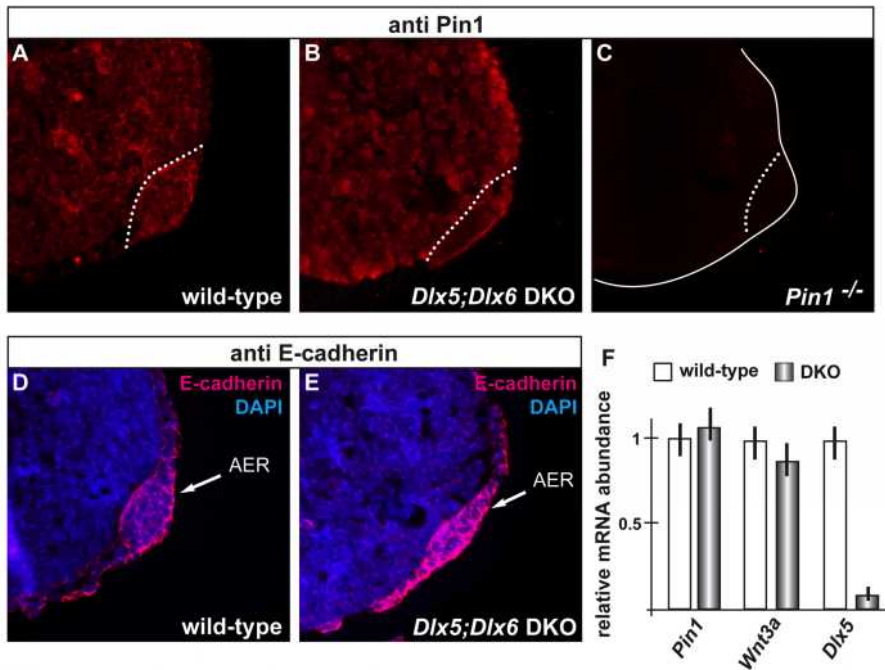 anti Pin1
A
B
C
wild-type
Dlx5;Dlx6 DKO
Pin1 -/-
anti E-cadherin
D
E-cadherin
DAPI
AER
wild-type
E
E-cadherin
DAPI
AER
Dlx5;Dlx6 DKO
F
wild-type DKO
relative mRNA abundance
1
0.5
Pin1
Wnt3a
Dlx5